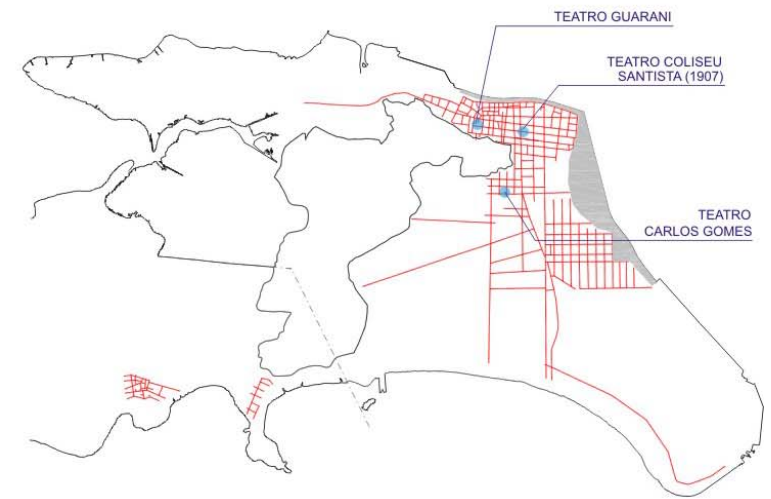 TEATRO GUARANI
TEATRO COLISEU
SANTISTA (1907)
TEATRO
CARLOS GOMES